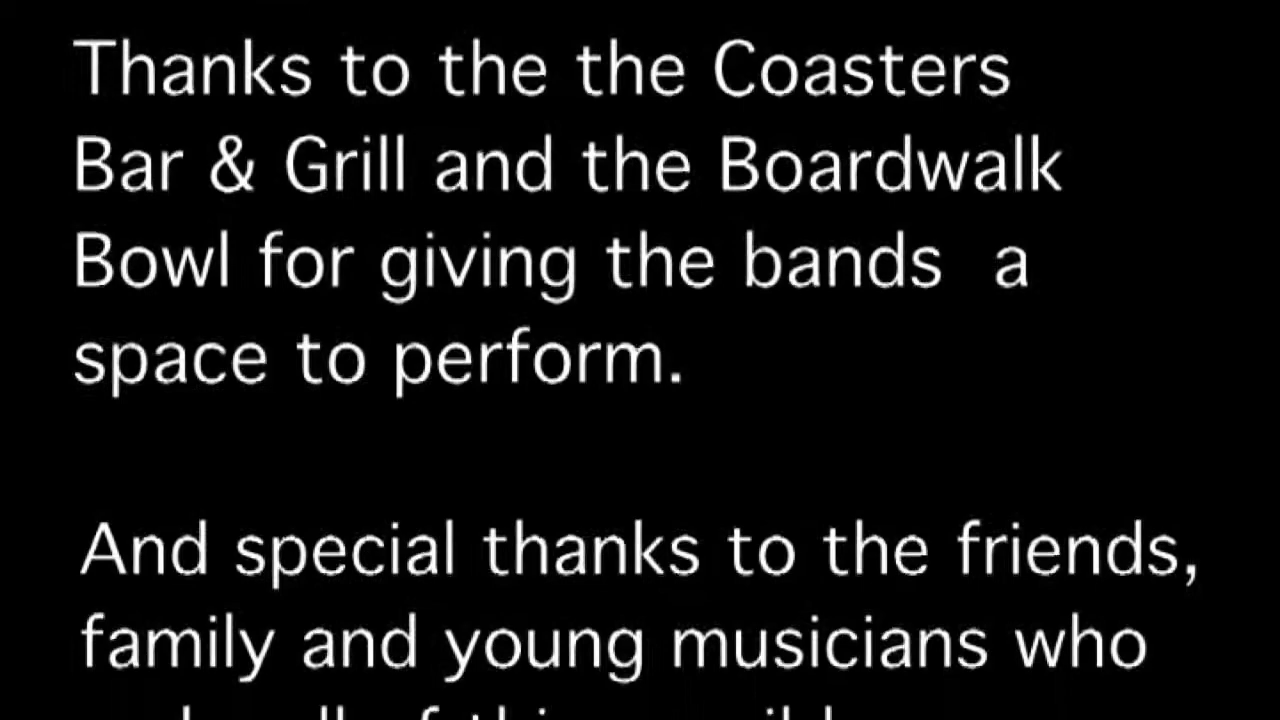 Thanks to the the Coasters
Bar & Grill and the Boardwalk
Bowl for giving the bands  a
space to perform.
And special thanks to the friends,
family and young musicians who